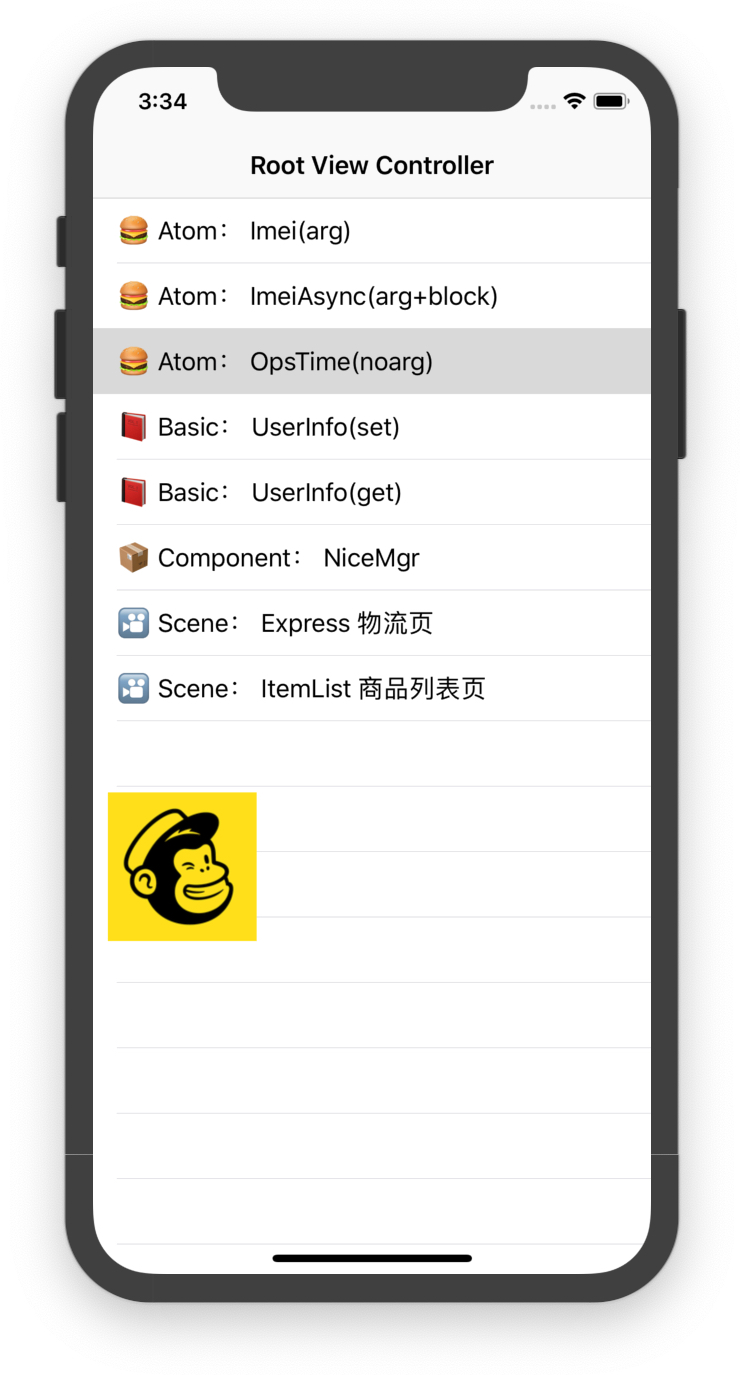 3:34
Root View Controller
🍔 Atom： Imei(arg)
🍔 Atom： ImeiAsync(arg+block)
🍔 Atom： OpsTime(noarg)
📕 Basic： UserInfo(set)
📕 Basic： UserInfo(get)
📦 Component： NiceMgr
🎦 Scene： Express 物流页
🎦 Scene： ItemList 商品列表页